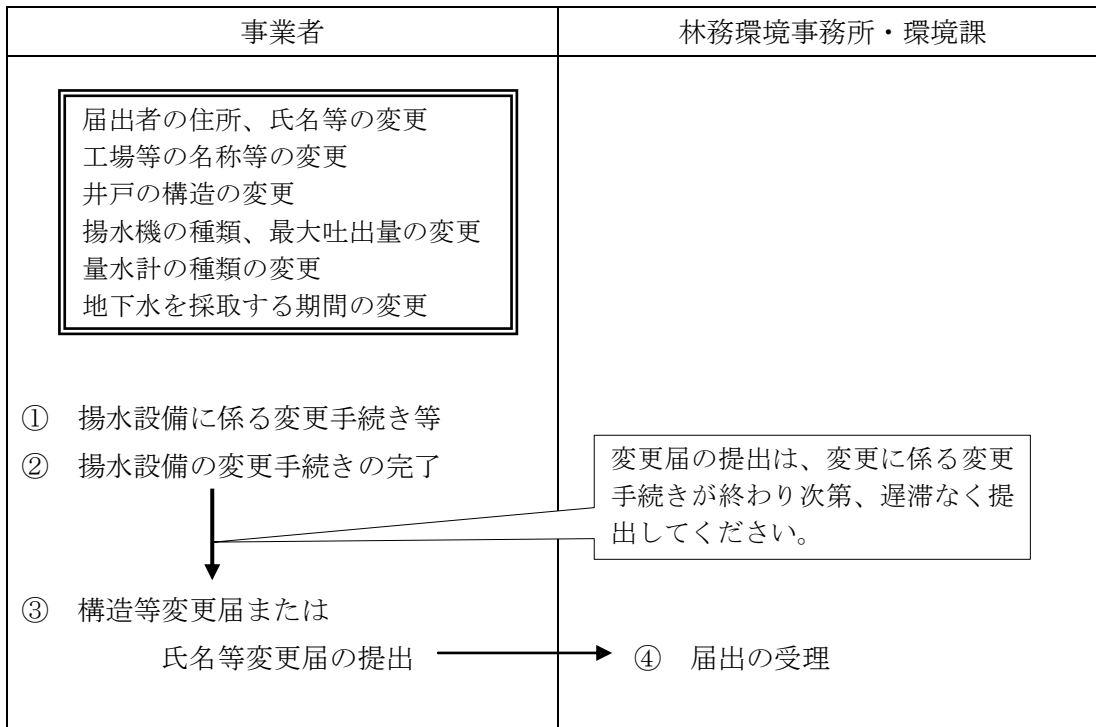 事業者
林務環境事務所・環境課
届出者の住所、氏名等の変更
工場等の名称等の変更
井戸の構造の変更
揚水機の種類、最大吐出量の変更
量水計の種類の変更
地下水を採取する期間の変更
① 揚水設備に係る変更手続き等
② 揚水設備の変更手続きの完了
変更届の提出は、変更に係る変更
手続きが終わり次第、遅滞なく提
出してください。
③ 構造等変更届または
氏名等変更届の提出
④ 届出の受理